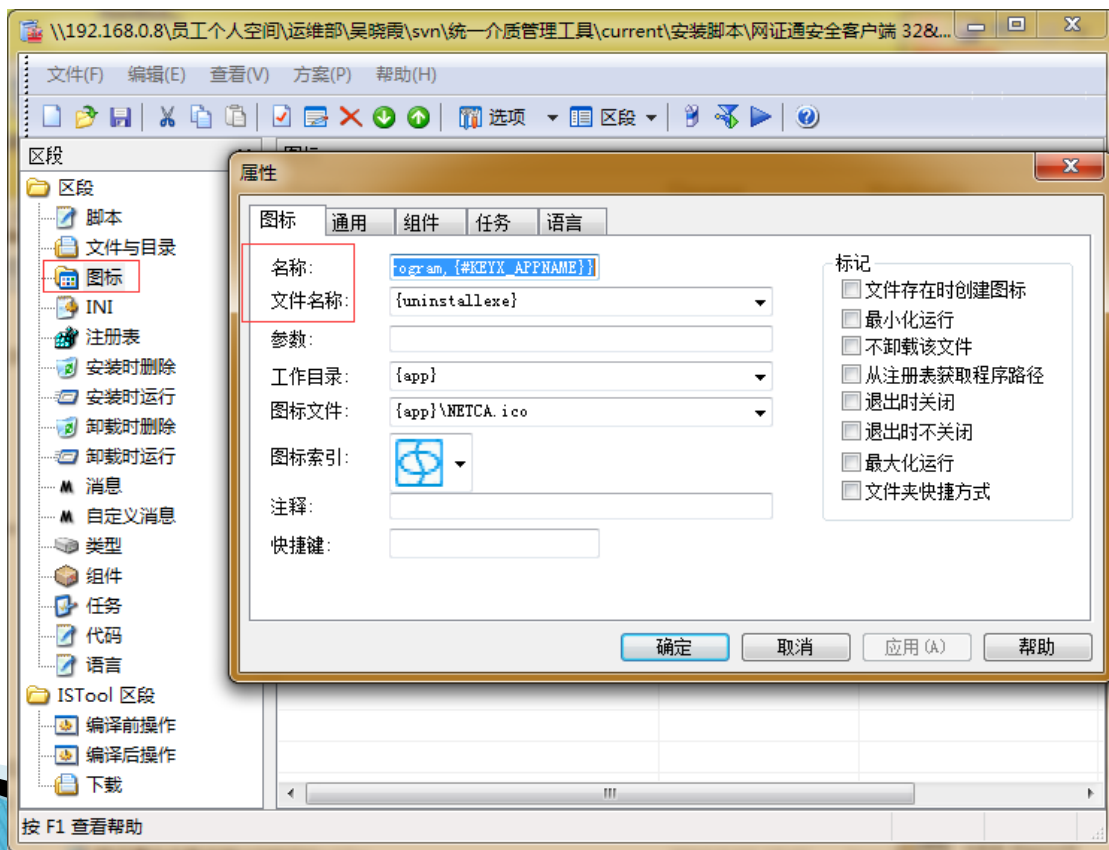 \\192.168.0.8\员工个人空间\运维部\吴晓霞\svn\统一介质管理工具\current\安装脚本\网证通安全客户端 32&...
文件(F) 编辑(E) 查看(V) 方案(P) 帮助(H)
选项 区段
区段
区段
脚本
文件与目录
图标
INI
注册表
安装时删除
安装时运行
卸载时删除
卸载时运行
消息
自定义消息
类型
组件
任务
代码
语言
ISTool 区段
编译前操作
编译后操作
下载
属性
图标 通用 组件 任务 语言
名称: rogram,{#KEYX_APPNAME}}
文件名称: {uninstallexe}
参数:
工作目录: {app}
图标文件: {app}\NETCA.ico
图标索引:
注释:
快捷键:
标记
文件存在时创建图标
最小化运行
不卸载该文件
从注册表获取程序路径
退出时关闭
退出时不关闭
最大化运行
文件夹快捷方式
确定 取消 应用(A) 帮助
按 F1 查看帮助